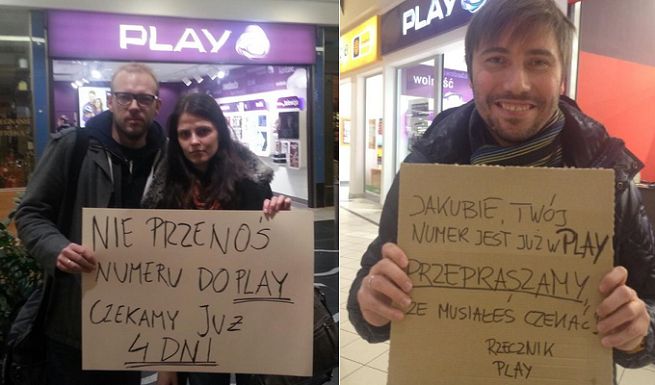 PLAY
NIE PRZENOŚ
NUMERU DO PLAY
CZEKAMY JUŻ
4 DNI
PLAY
wolność
JAKUBIE, TWÓJ
NUMER JEST JUŻ W PLAY
PRZEPRASZAMY,
ŻE MUSIAŁEŚ CZEKAĆ
RZECZNIK
PLAY